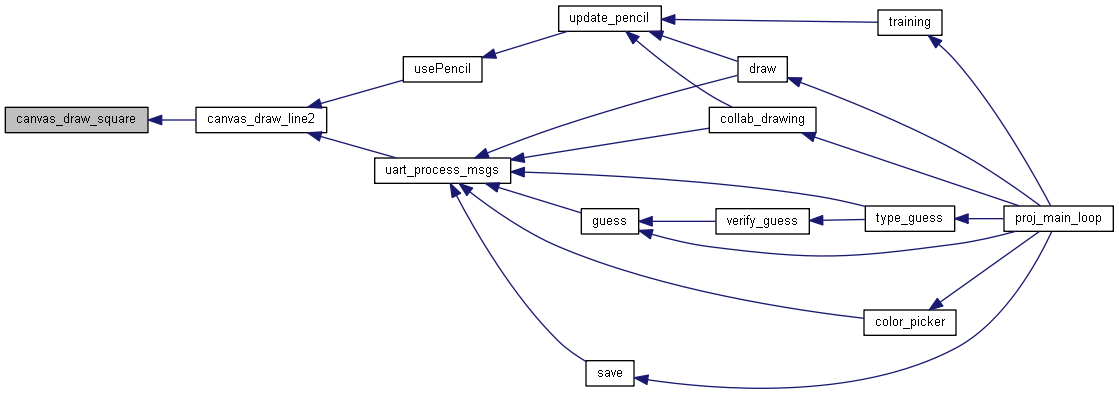 update_pencil
training
usePencil
draw
canvas_draw_square
canvas_draw_line2
collab_drawing
uart_process_msgs
guess
verify_guess
type_guess
proj_main_loop
color_picker
save